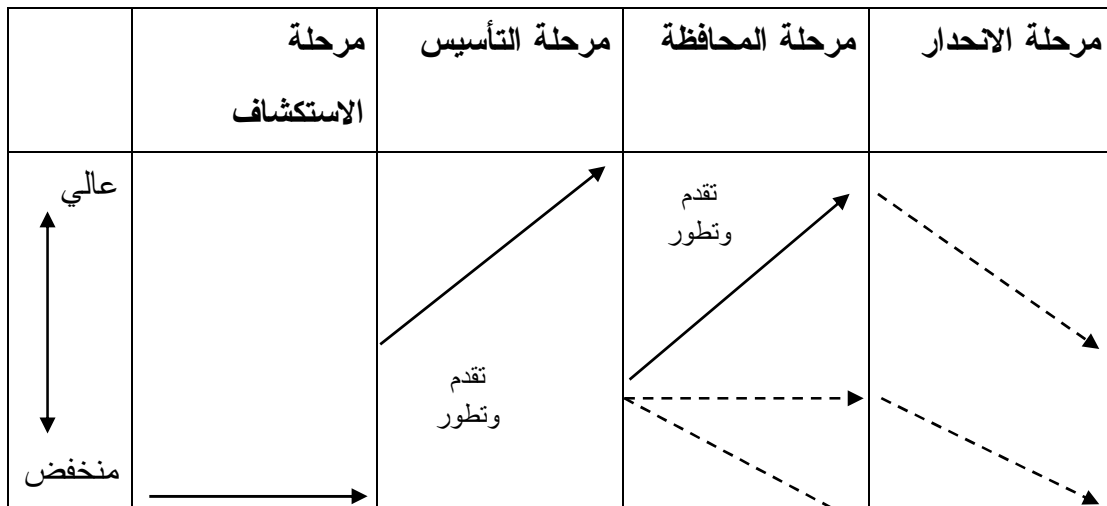 مرحلة
الاستكشاف
مرحلة التأسيس
مرحلة المحافظة
مرحلة الانحدار
عالي
منخفض
تقدم
وتطور
تقدم
وتطور